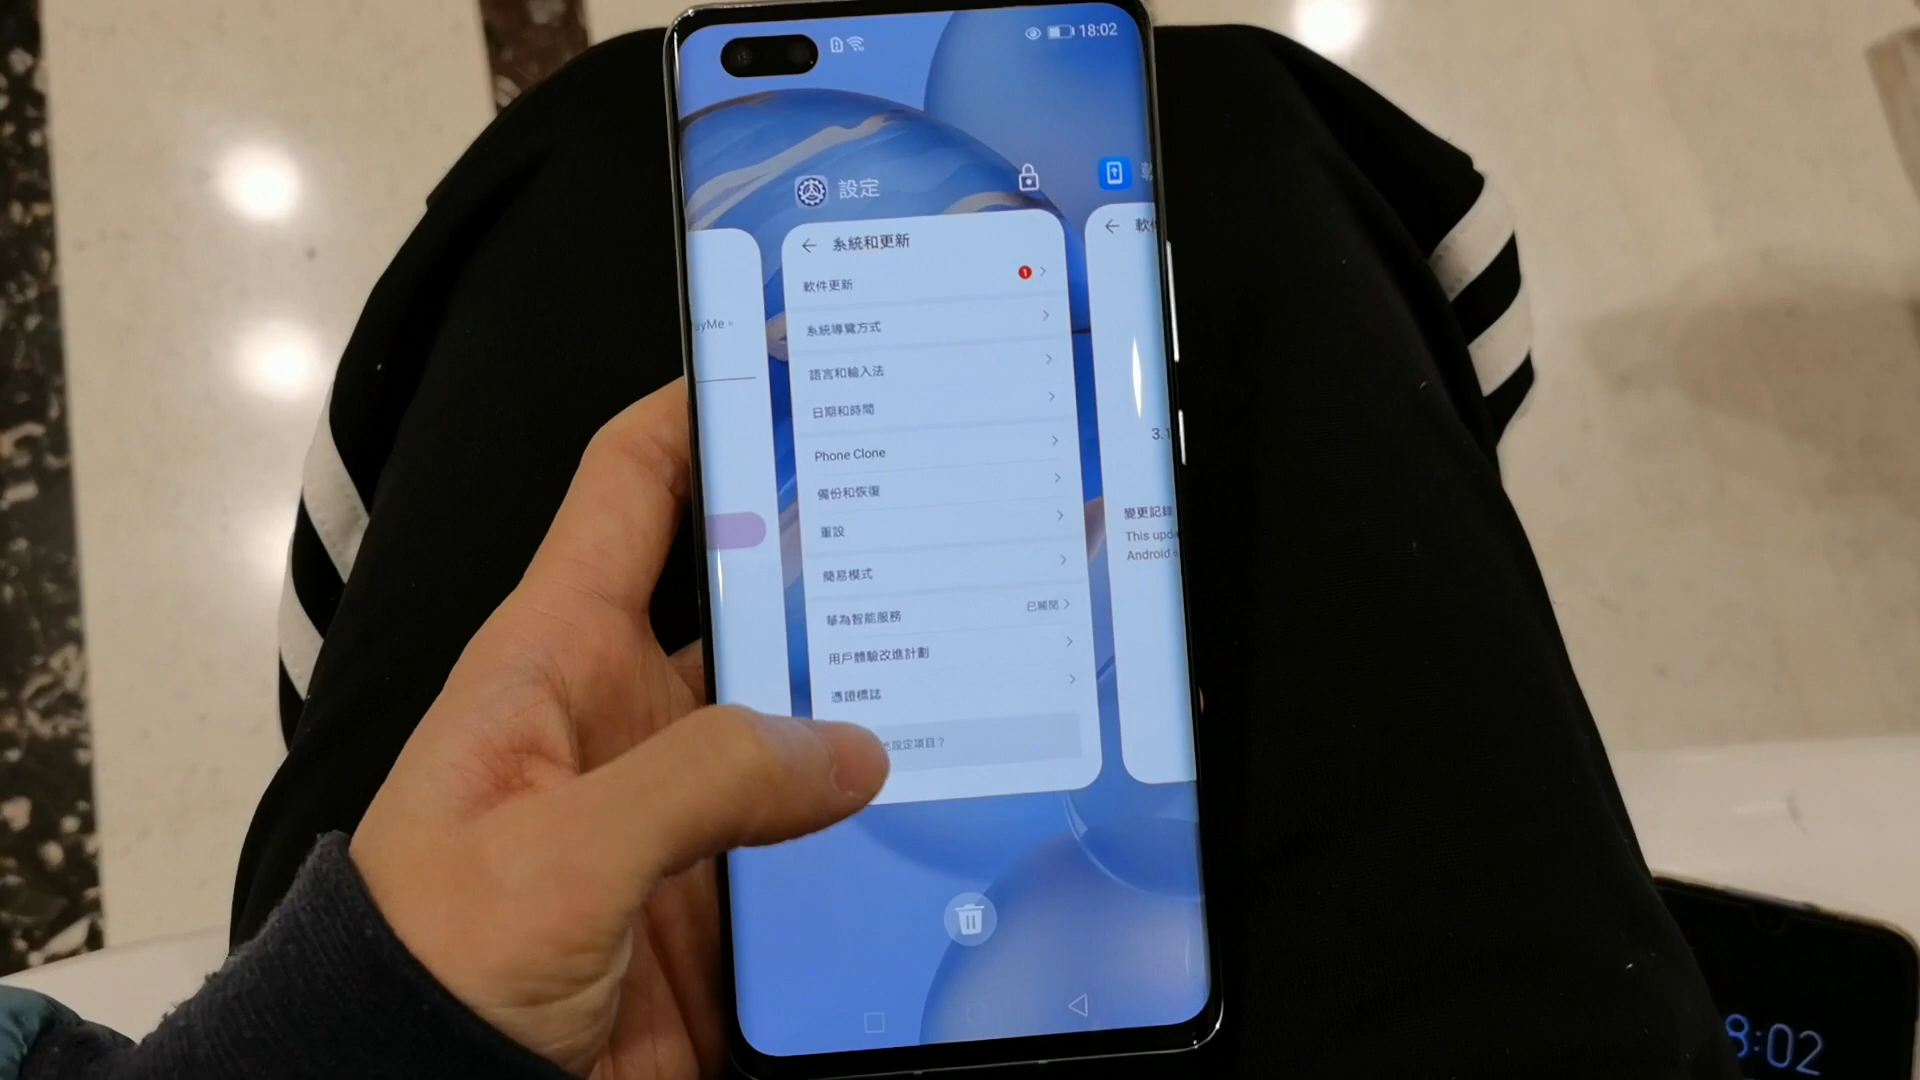 18:02
設定
系統和更新
軟件更新
1
系統導覽方式
語言和輸入法
日期和時間
Phone Clone
備份和恢復
重設
簡易模式
華為智能服務
已關閉
用戶體驗改進計劃
憑證標誌
設定項目？
ayMe。
軟
3.1
變更記錄
This upda
Android
8:02